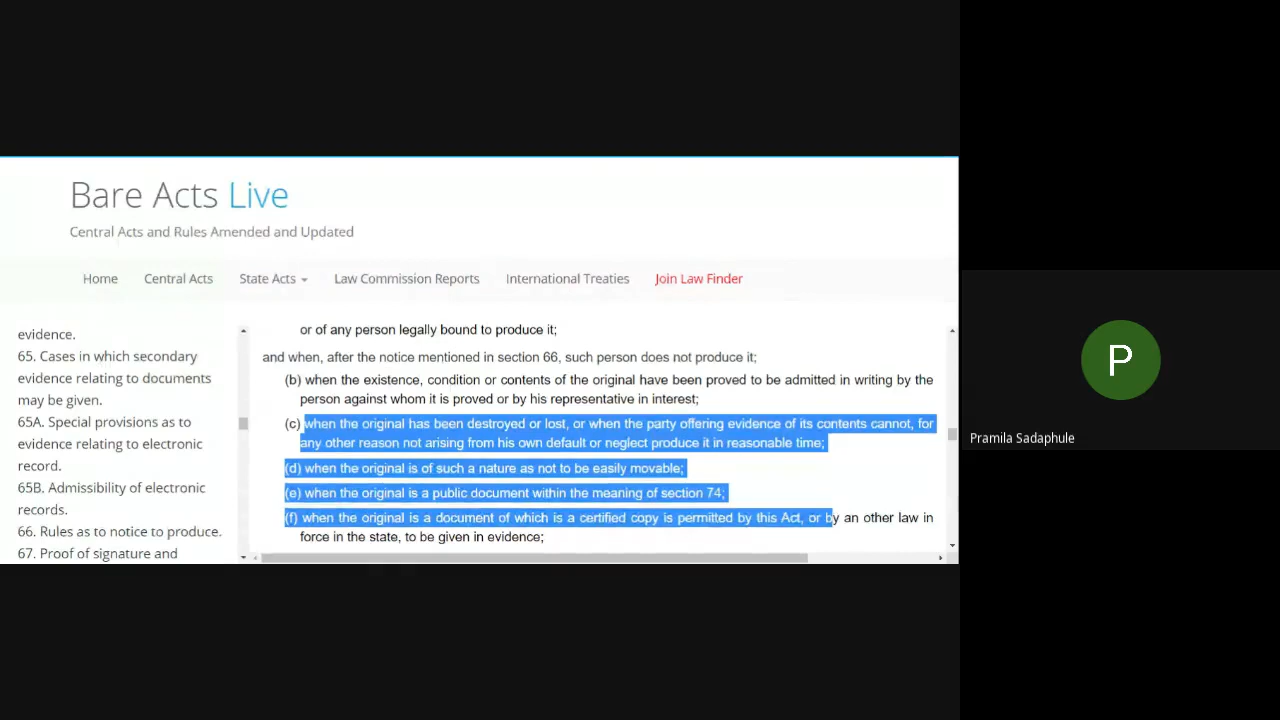 Bare Acts Live
Central Acts and Rules Amended and Updated
Home Central Acts State Acts Law Commission Reports International Treaties Join Law Finder
evidence.
65. Cases in which secondary
evidence relating to documents
may be given.
65A. Special provisions as to
evidence relating to electronic
record.
65B. Admissibility of electronic
records.
66. Rules as to notice to produce.
67. Proof of signature and
or of any person legally bound to produce it;
and when, after the notice mentioned in section 66, such person does not produce it;
(b) when the existence, condition or contents of the original have been proved to be admitted in writing by the
person against whom it is proved or by his representative in interest;
(c) when the original has been destroyed or lost, or when the party offering evidence of its contents cannot, for
any other reason not arising from his own default or neglect produce it in reasonable time;
(d) when the original is of such a nature as not to be easily movable;
(e) when the original is a public document within the meaning of section 74;
(f) when the original is a document of which is a certified copy is permitted by this Act, or by an other law in
force in the state, to be given in evidence;
P
Pramila Sadaphule